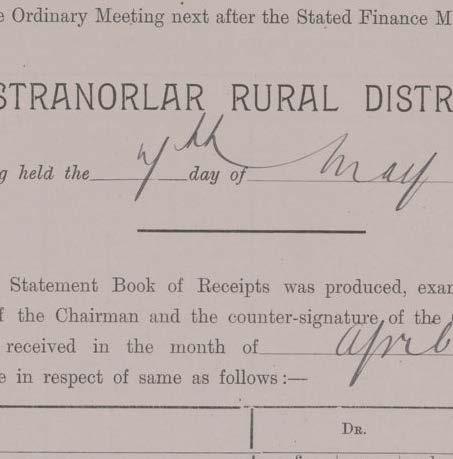 e Ordinary Meeting next after the Stated Finance M
STRANORLAR RURAL DISTR
g held the 7th day of May
Statement Book of Receipts was produced, exar
f the Chairman and the counter-signature of the
received in the month of April
e in respect of same as follows:—
Dr.